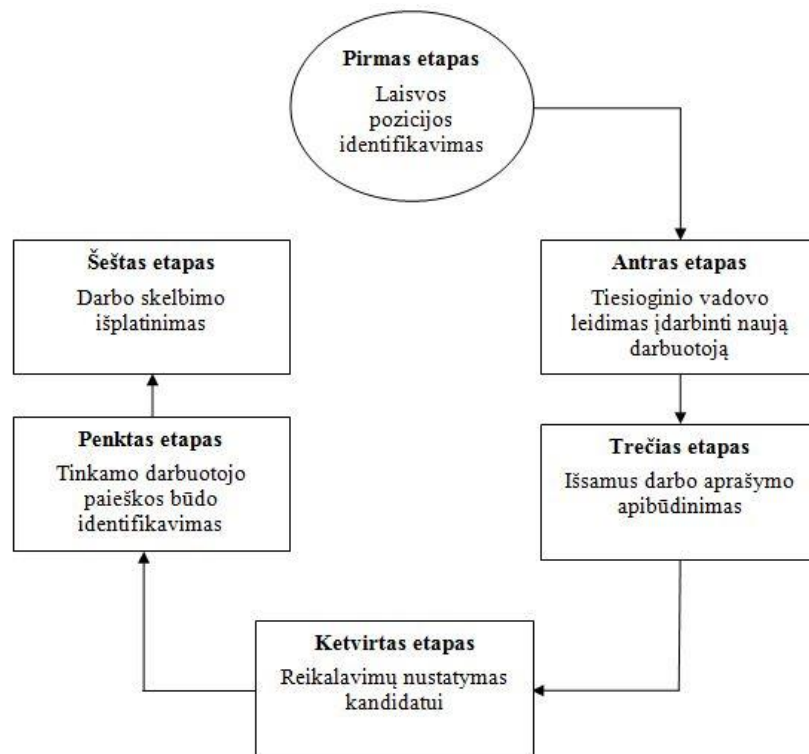 Pirmas etapas
Laisvos
pozicijos
identifikavimas
Antras etapas
Tiesioginio vadovo
leidimas įdarbinti naują
darbuotoją
Trečias etapas
Išsamus darbo aprašymo
apibūdinimas
Ketvirtas etapas
Reikalavimų nustatymas
kandidatui
Penktas etapas
Tinkamo darbuotojo
paieškos būdo
identifikavimas
Šeštas etapas
Darbo skelbimo
išplatinimas